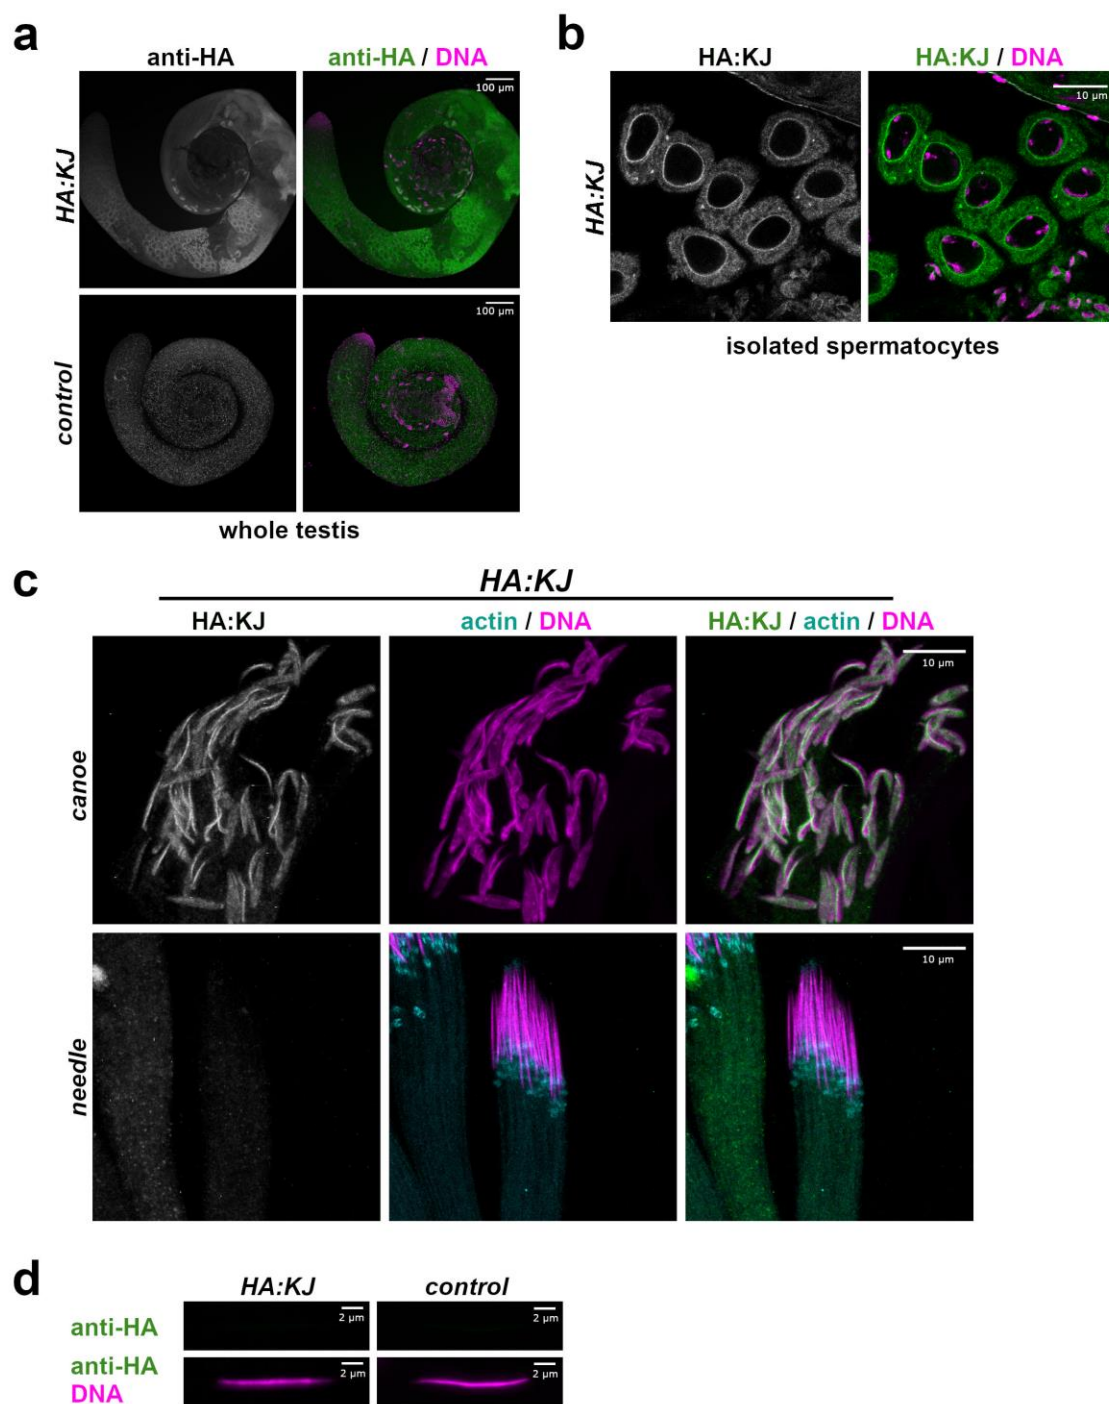 a
anti-HA
anti-HA / DNA
HA:KJ
100 µm
control
100 µm
whole testis
b
HA:KJ
HA:KJ / DNA
HA:KJ
10 µm
isolated spermatocytes
c
HA:KJ
HA:KJ
actin / DNA
HA:KJ / actin / DNA
canoe
10 µm
needle
10 µm
d
HA:KJ
control
anti-HA
2 µm
2 µm
anti-HA
DNA
2 µm
2 µm